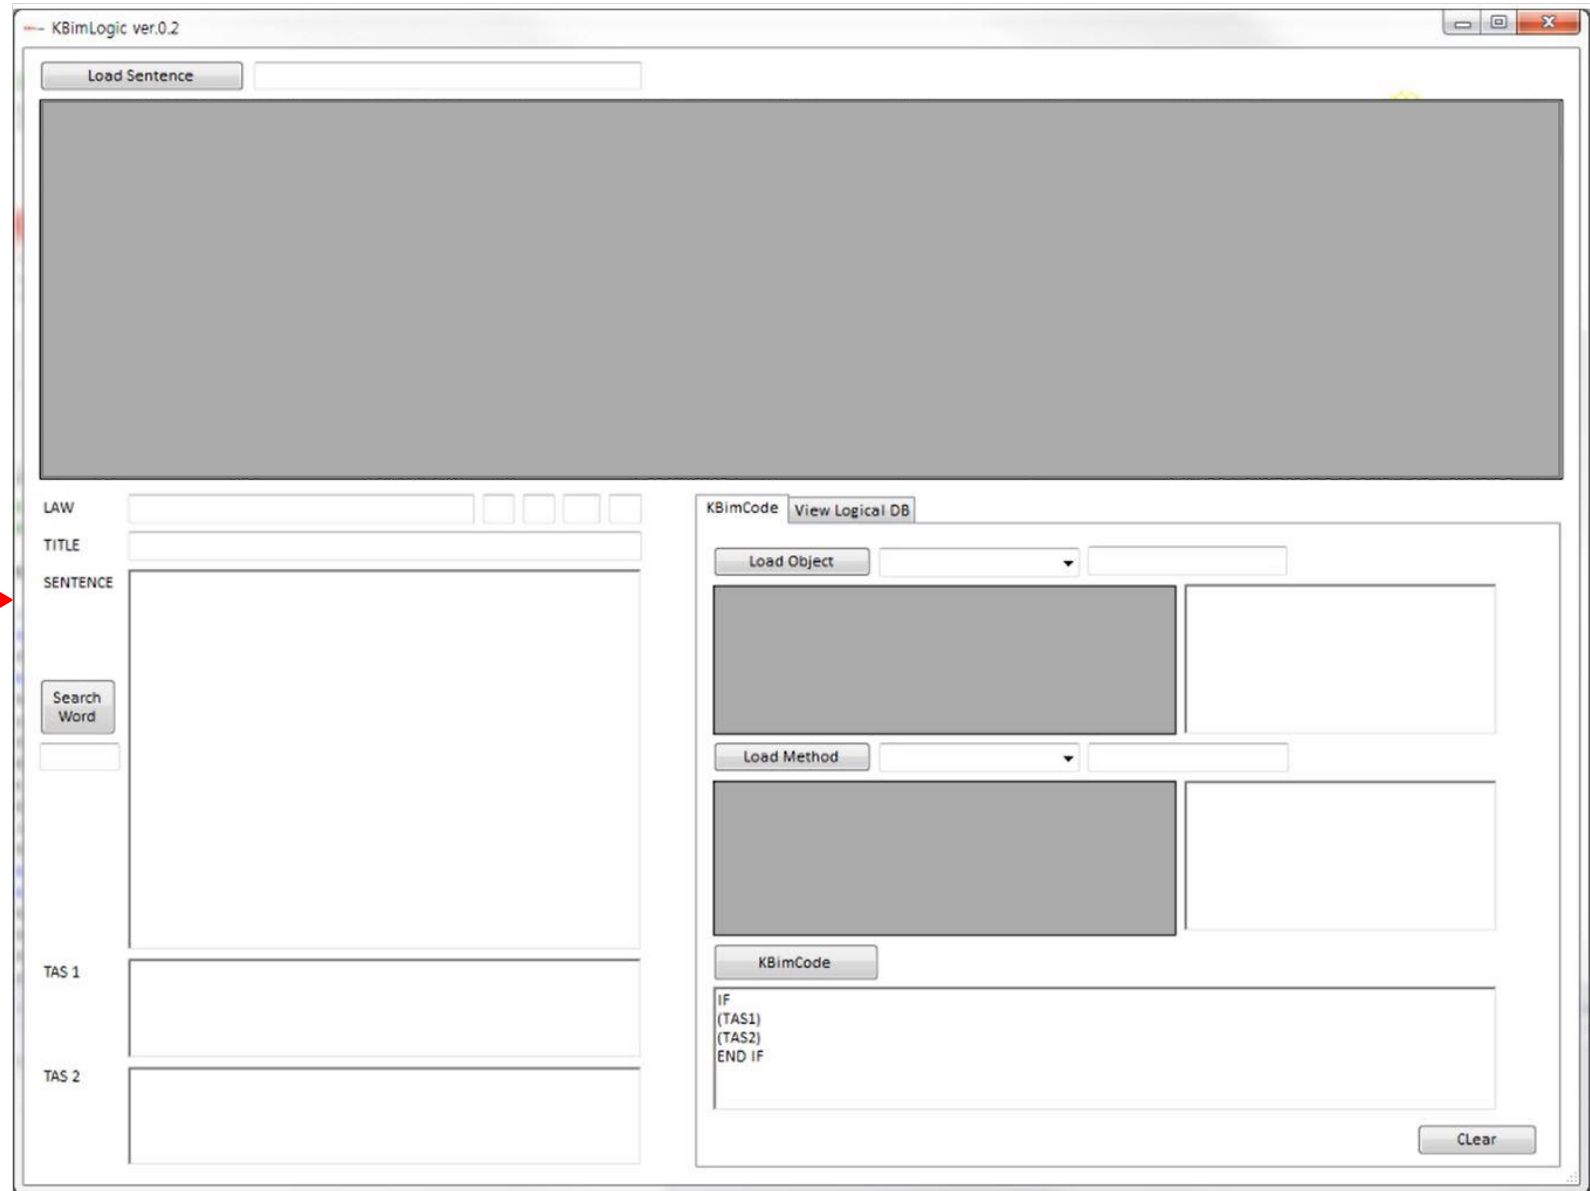 KBimLogic ver.0.2
Load Sentence
LAW
TITLE
SENTENCE
Search
Word
TAS 1
TAS 2
KBimCode
View Logical DB
Load Object
Load Method
KBimCode
IF
(TAS1)
(TAS2)
END IF
CLear